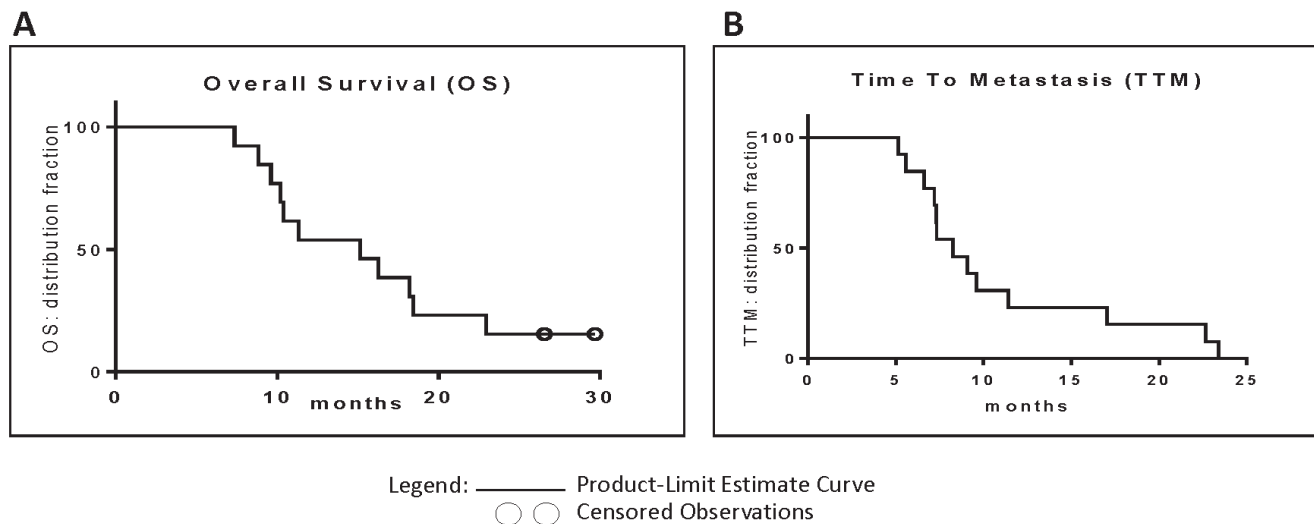 A
Overall Survival (OS)
OS: distribution fraction
100
50
0
0 10 20 30
months
B
Time To Metastasis (TTM)
TTM: distribution fraction
100
50
0
0 5 10 15 20 25
months
Legend: Product-Limit Estimate Curve
Censored Observations